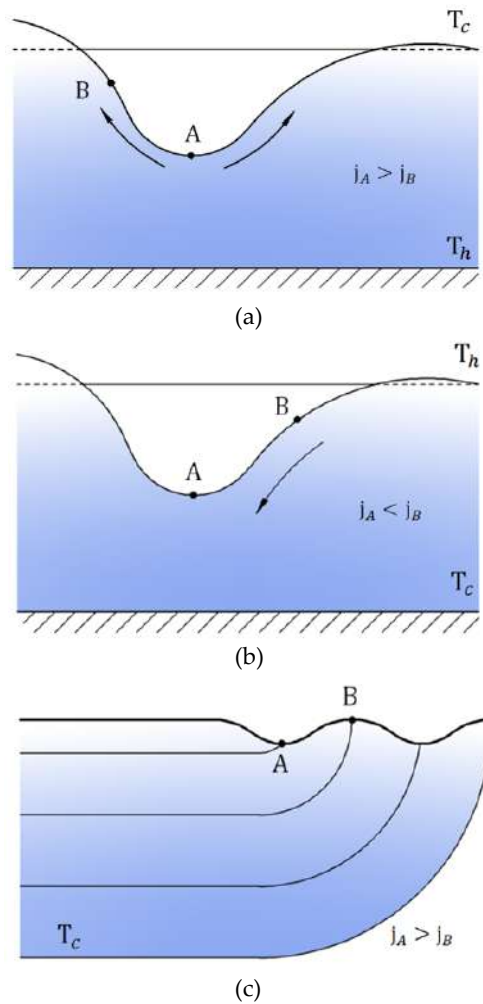 T_c
B
A
j_A > j_B
T_h
(a)
T_h
B
A
j_A < j_B
T_c
(b)
B
A
T_c
j_A > j_B
(c)